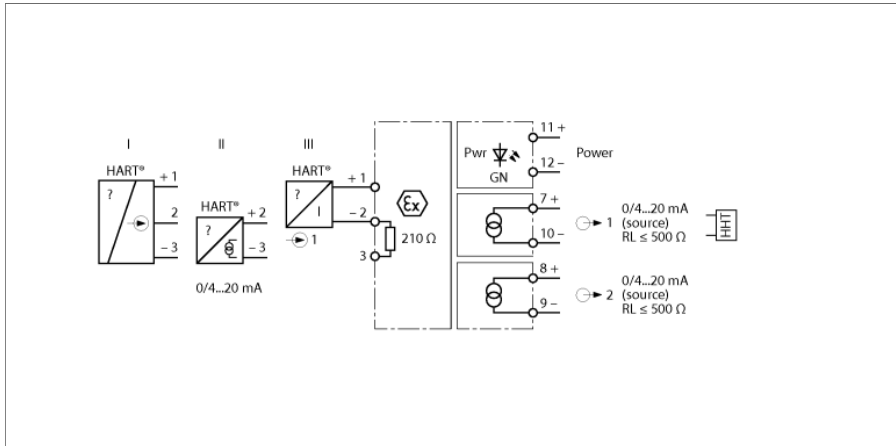 I
II
III
HART®
?
+ 1
2
– 3
HART®
?
+ 2
– 3
0/4...20 mA
HART®
?
I
+ 1
– 2
1
3
210 Ω
Ex
Pwr
GN
11 +
12 –
Power
7 +
10 –
1
0/4...20 mA
(source)
RL ≤ 500 Ω
HHT
8 +
9 –
2
0/4...20 mA
(source)
RL ≤ 500 Ω